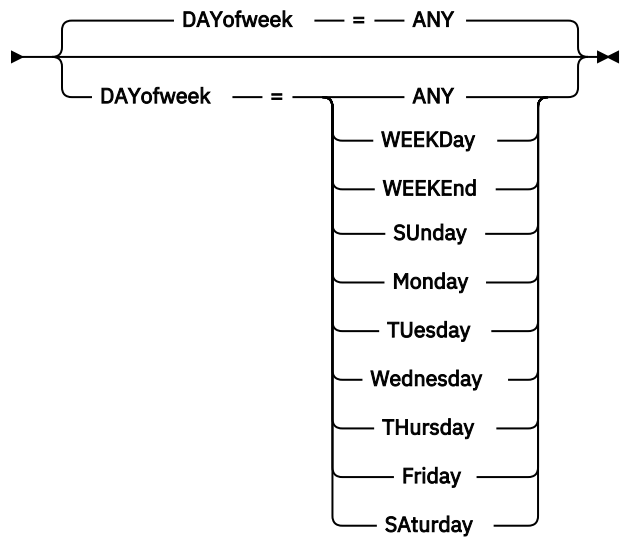 DAYofweek = ANY
DAYofweek = ANY
WEEKDay
WEEKEnd
SUnday
Monday
TUesday
Wednesday
THursday
Friday
SAturday